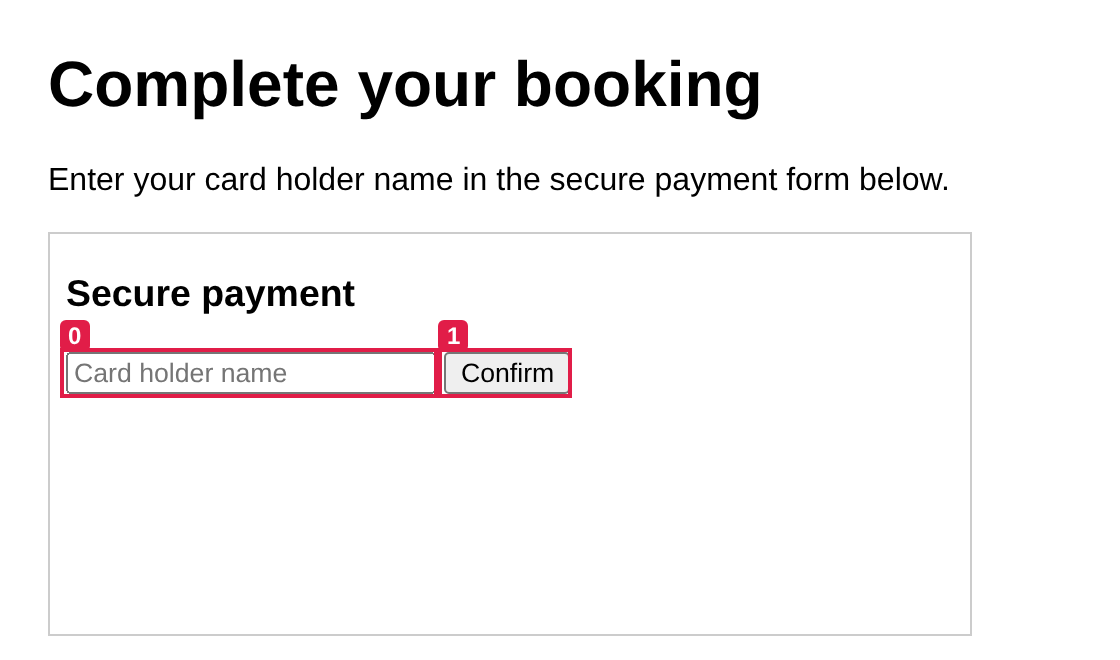 Complete your booking
Enter your card holder name in the secure payment form below.
Secure payment
0 1
Card holder name Confirm